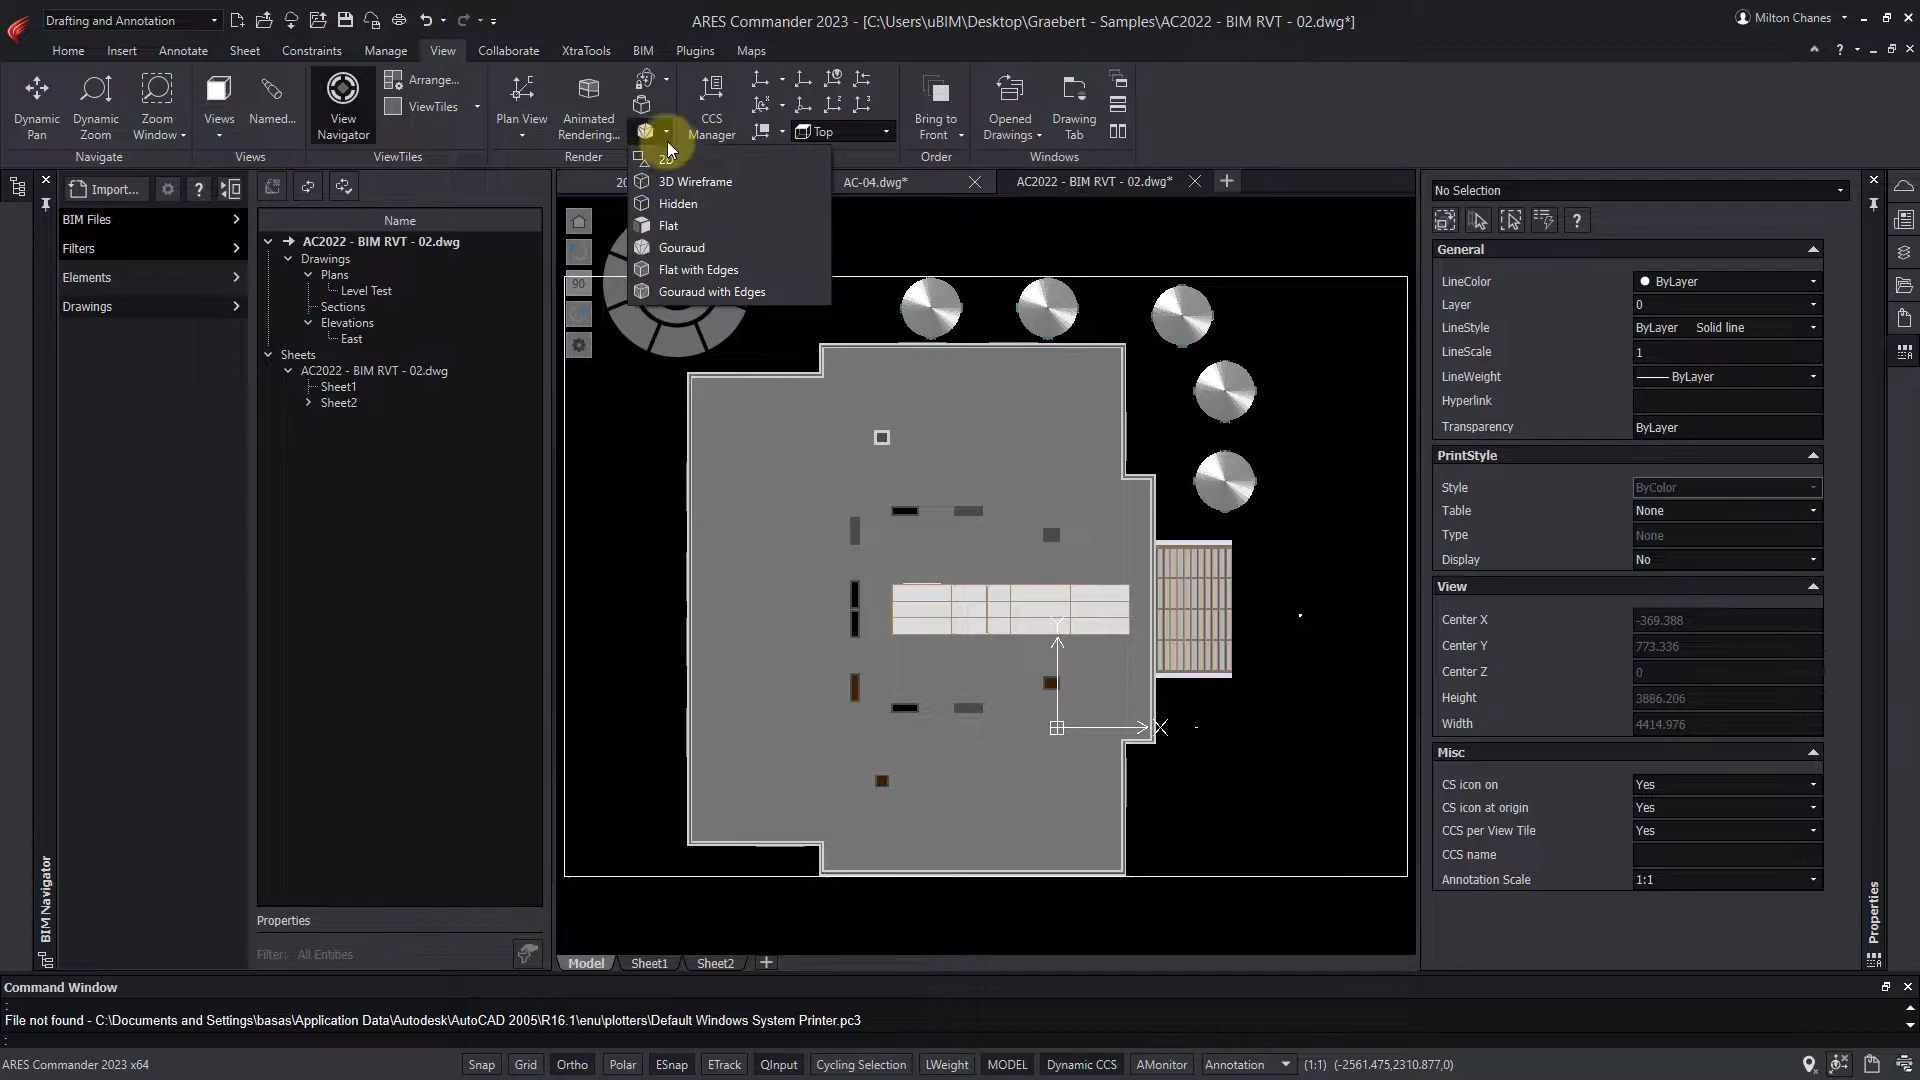 Drafting and Annotation
ARES Commander 2023 - [C:\Users\uBIM\Desktop\Graebert - Samples\AC2022 - BIM RVT - 02.dwg*]
Milton Chanes
Home Insert Annotate Sheet Constraints Manage View Collaborate XtraTools BIM Plugins Maps
Dynamic Pan
Dynamic Zoom
Zoom Window
Navigate
Views
Named...
Views
View Navigator
Arrange...
ViewTiles
ViewTiles
Plan View
Animated Rendering...
Render
CCS Manager
Top
Bring to Front
Order
Opened Drawings
Drawing Tab
Windows
2D
3D Wireframe
Hidden
Flat
Gouraud
Flat with Edges
Gouraud with Edges
Import...
BIM Files
Filters
Elements
Drawings
Name
AC2022 - BIM RVT - 02.dwg
Drawings
Plans
Level Test
Sections
Elevations
East
Sheets
AC2022 - BIM RVT - 02.dwg
Sheet1
Sheet2
Properties
Filter: All Entities
BIM Navigator
20
AC-04.dwg*
AC2022 - BIM RVT - 02.dwg*
90
Y
X
Model Sheet1 Sheet2
No Selection
General
LineColor ByLayer
Layer 0
LineStyle ByLayer Solid line
LineScale 1
LineWeight ByLayer
Hyperlink
Transparency ByLayer
PrintStyle
Style ByColor
Table None
Type None
Display No
View
Center X -369.388
Center Y 773.336
Center Z 0
Height 3886.206
Width 4414.976
Misc
CS icon on Yes
CS icon at origin Yes
CCS per View Tile Yes
CCS name
Annotation Scale 1:1
Properties
Command Window
:
File not found - C:\Documents and Settings\basas\Application Data\Autodesk\AutoCAD 2005\R16.1\enu\plotters\Default Windows System Printer.pc3
:
ARES Commander 2023 x64
Snap Grid Ortho Polar ESnap ETrack QInput Cycling Selection LWeight MODEL Dynamic CCS AMonitor Annotation (1:1) (-2561.475,2310.877,0)